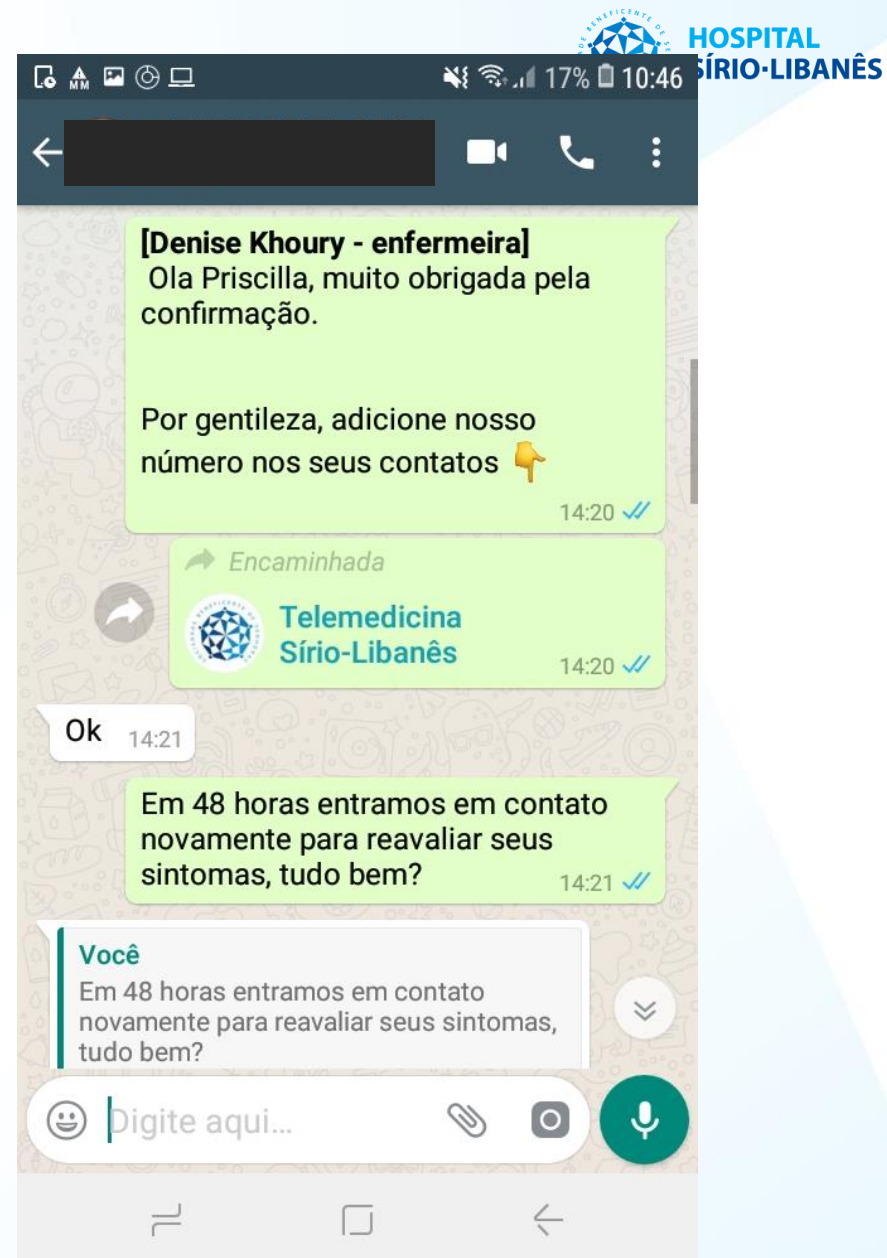 HOSPITAL
SÍRIO-LIBANÊS
17% 10:46
[Denise Khoury - enfermeira]
Ola Priscilla, muito obrigada pela
confirmação.
Por gentileza, adicione nosso
número nos seus contatos 👇
14:20
Encaminhada
Telemedicina
Sírio-Libanês
14:20
Ok 14:21
Em 48 horas entramos em contato
novamente para reavaliar seus
sintomas, tudo bem?
14:21
Você
Em 48 horas entramos em contato
novamente para reavaliar seus sintomas,
tudo bem?
Digite aqui...